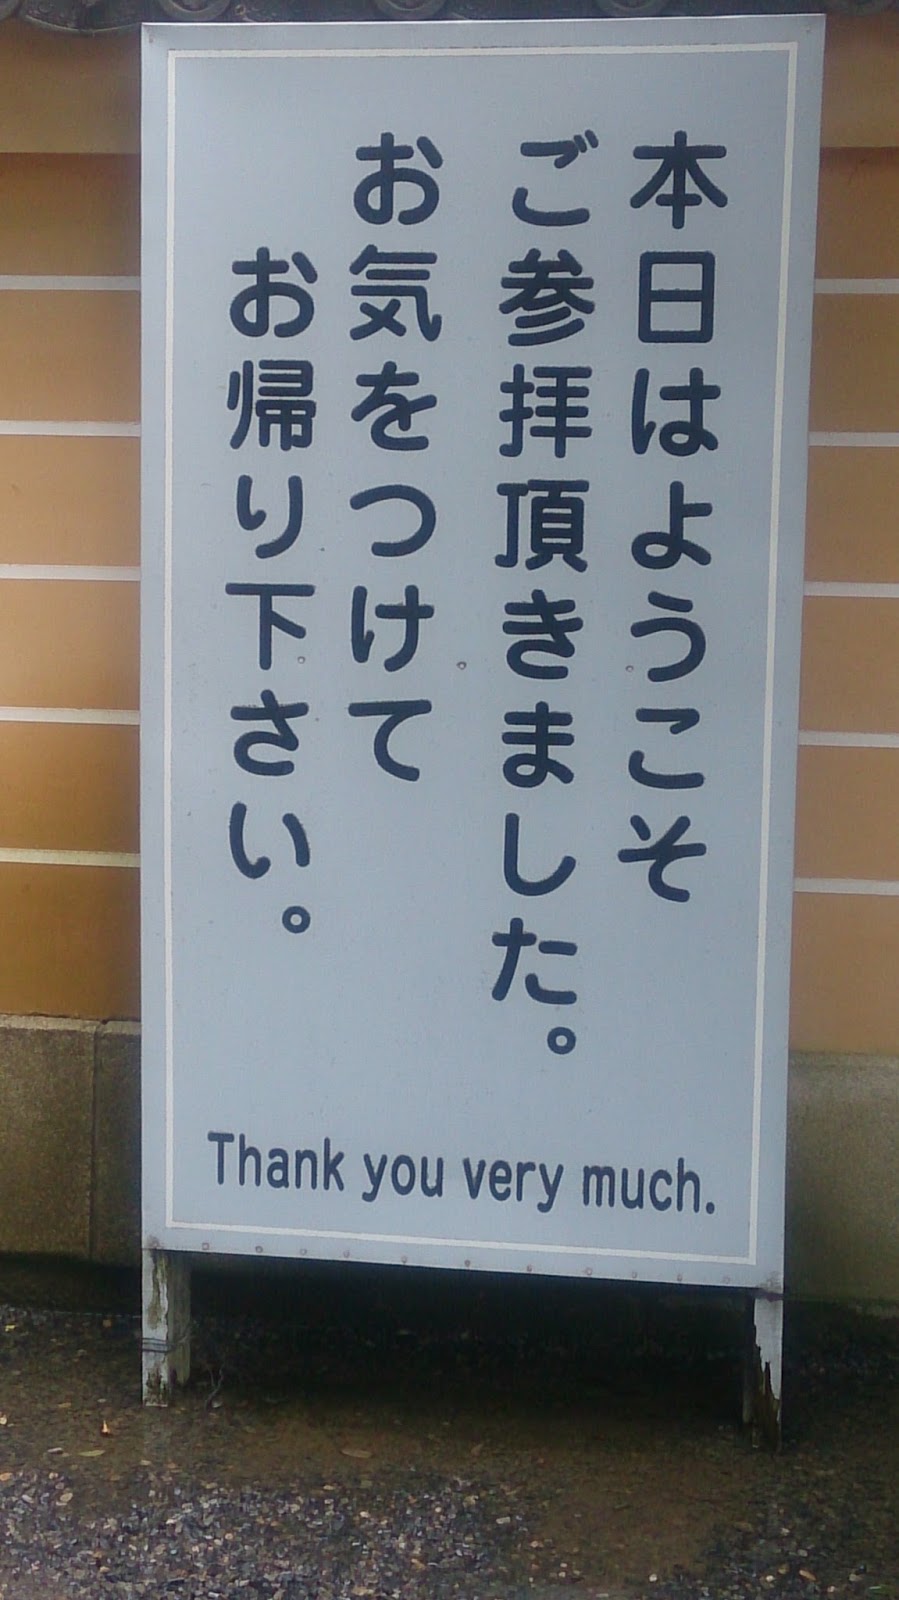 本日はようこそ
ご参拝頂きました。
お気をつけて
お帰り下さい。
Thank you very much.